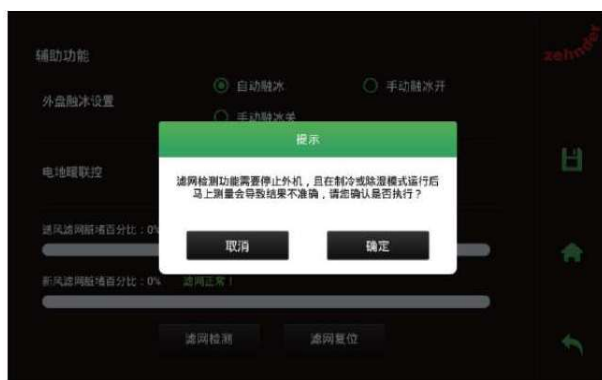 辅助功能
zehnder
外盘融冰设置
自动融冰
手动融冰开
手动融冰关
提示
电地暖联控
滤网检测功能需要停止外机，且在制冷或除湿模式运行后
马上测量会导致结果不准确，请您确认是否执行？
取消
确定
送风滤网脏堵百分比：0%
新风滤网脏堵百分比：0%
滤网正常！
滤网检测
滤网复位